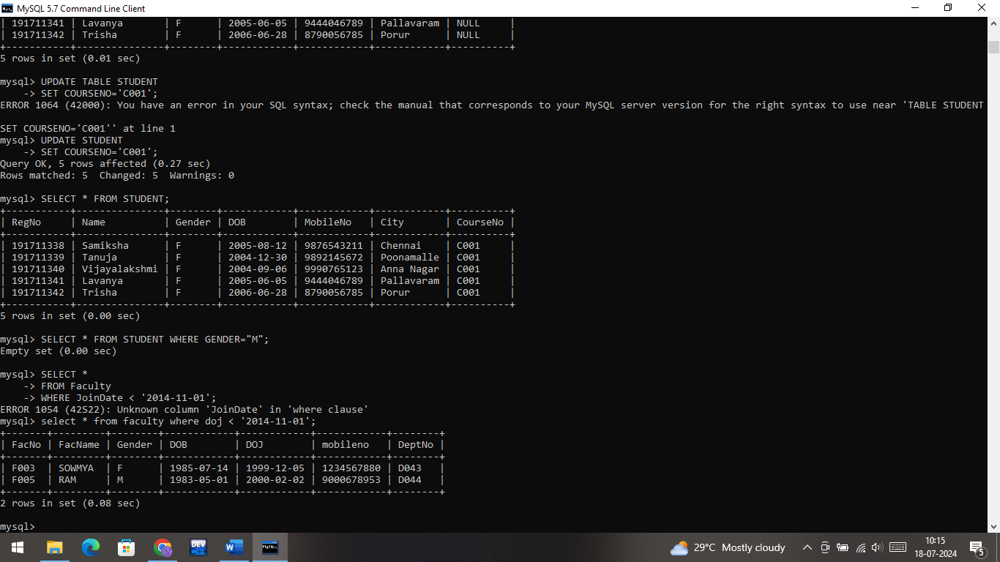 MySQL 5.7 Command Line Client
| 191711341 | Lavanya       | F      | 2005-06-05 | 9444046789 | Pallavaram | NULL     |
| 191711342 | Trisha        | F      | 2006-06-28 | 8790056785 | Porur      | NULL     |
+-----------+---------------+--------+------------+------------+------------+----------+
5 rows in set (0.01 sec)
mysql> UPDATE TABLE STUDENT
    -> SET COURSENO='C001';
ERROR 1064 (42000): You have an error in your SQL syntax; check the manual that corresponds to your MySQL server version for the right syntax to use near 'TABLE STUDENT
SET COURSENO='C001'' at line 1
mysql> UPDATE STUDENT
    -> SET COURSENO='C001';
Query OK, 5 rows affected (0.27 sec)
Rows matched: 5  Changed: 5  Warnings: 0
mysql> SELECT * FROM STUDENT;
+-----------+---------------+--------+------------+------------+------------+----------+
| RegNo     | Name          | Gender | DOB        | MobileNo   | City       | CourseNo |
+-----------+---------------+--------+------------+------------+------------+----------+
| 191711338 | Samiksha      | F      | 2005-08-12 | 9876543211 | Chennai    | C001     |
| 191711339 | Tanuja        | F      | 2004-12-30 | 9892145672 | Poonamalle | C001     |
| 191711340 | Vijayalakshmi | F      | 2004-09-06 | 9990765123 | Anna Nagar | C001     |
| 191711341 | Lavanya       | F      | 2005-06-05 | 9444046789 | Pallavaram | C001     |
| 191711342 | Trisha        | F      | 2006-06-28 | 8790056785 | Porur      | C001     |
+-----------+---------------+--------+------------+------------+------------+----------+
5 rows in set (0.00 sec)
mysql> SELECT * FROM STUDENT WHERE GENDER="M";
Empty set (0.00 sec)
mysql> SELECT *
    -> FROM Faculty
    -> WHERE JoinDate < '2014-11-01';
ERROR 1054 (42S22): Unknown column 'JoinDate' in 'where clause'
mysql> select * from faculty where doj < '2014-11-01';
+-------+---------+--------+------------+------------+------------+--------+
| FacNo | FacName | Gender | DOB        | DOJ        | mobileno   | DeptNo |
+-------+---------+--------+------------+------------+------------+--------+
| F003  | SOWMYA  | F      | 1985-07-14 | 1999-12-05 | 1234567880 | D043   |
| F005  | RAM     | M      | 1983-05-01 | 2000-02-02 | 9000678953 | D044   |
+-------+---------+--------+------------+------------+------------+--------+
2 rows in set (0.08 sec)
mysql>
DEV
W
MySQL
29°C Mostly cloudy
10:15
18-07-2024
5